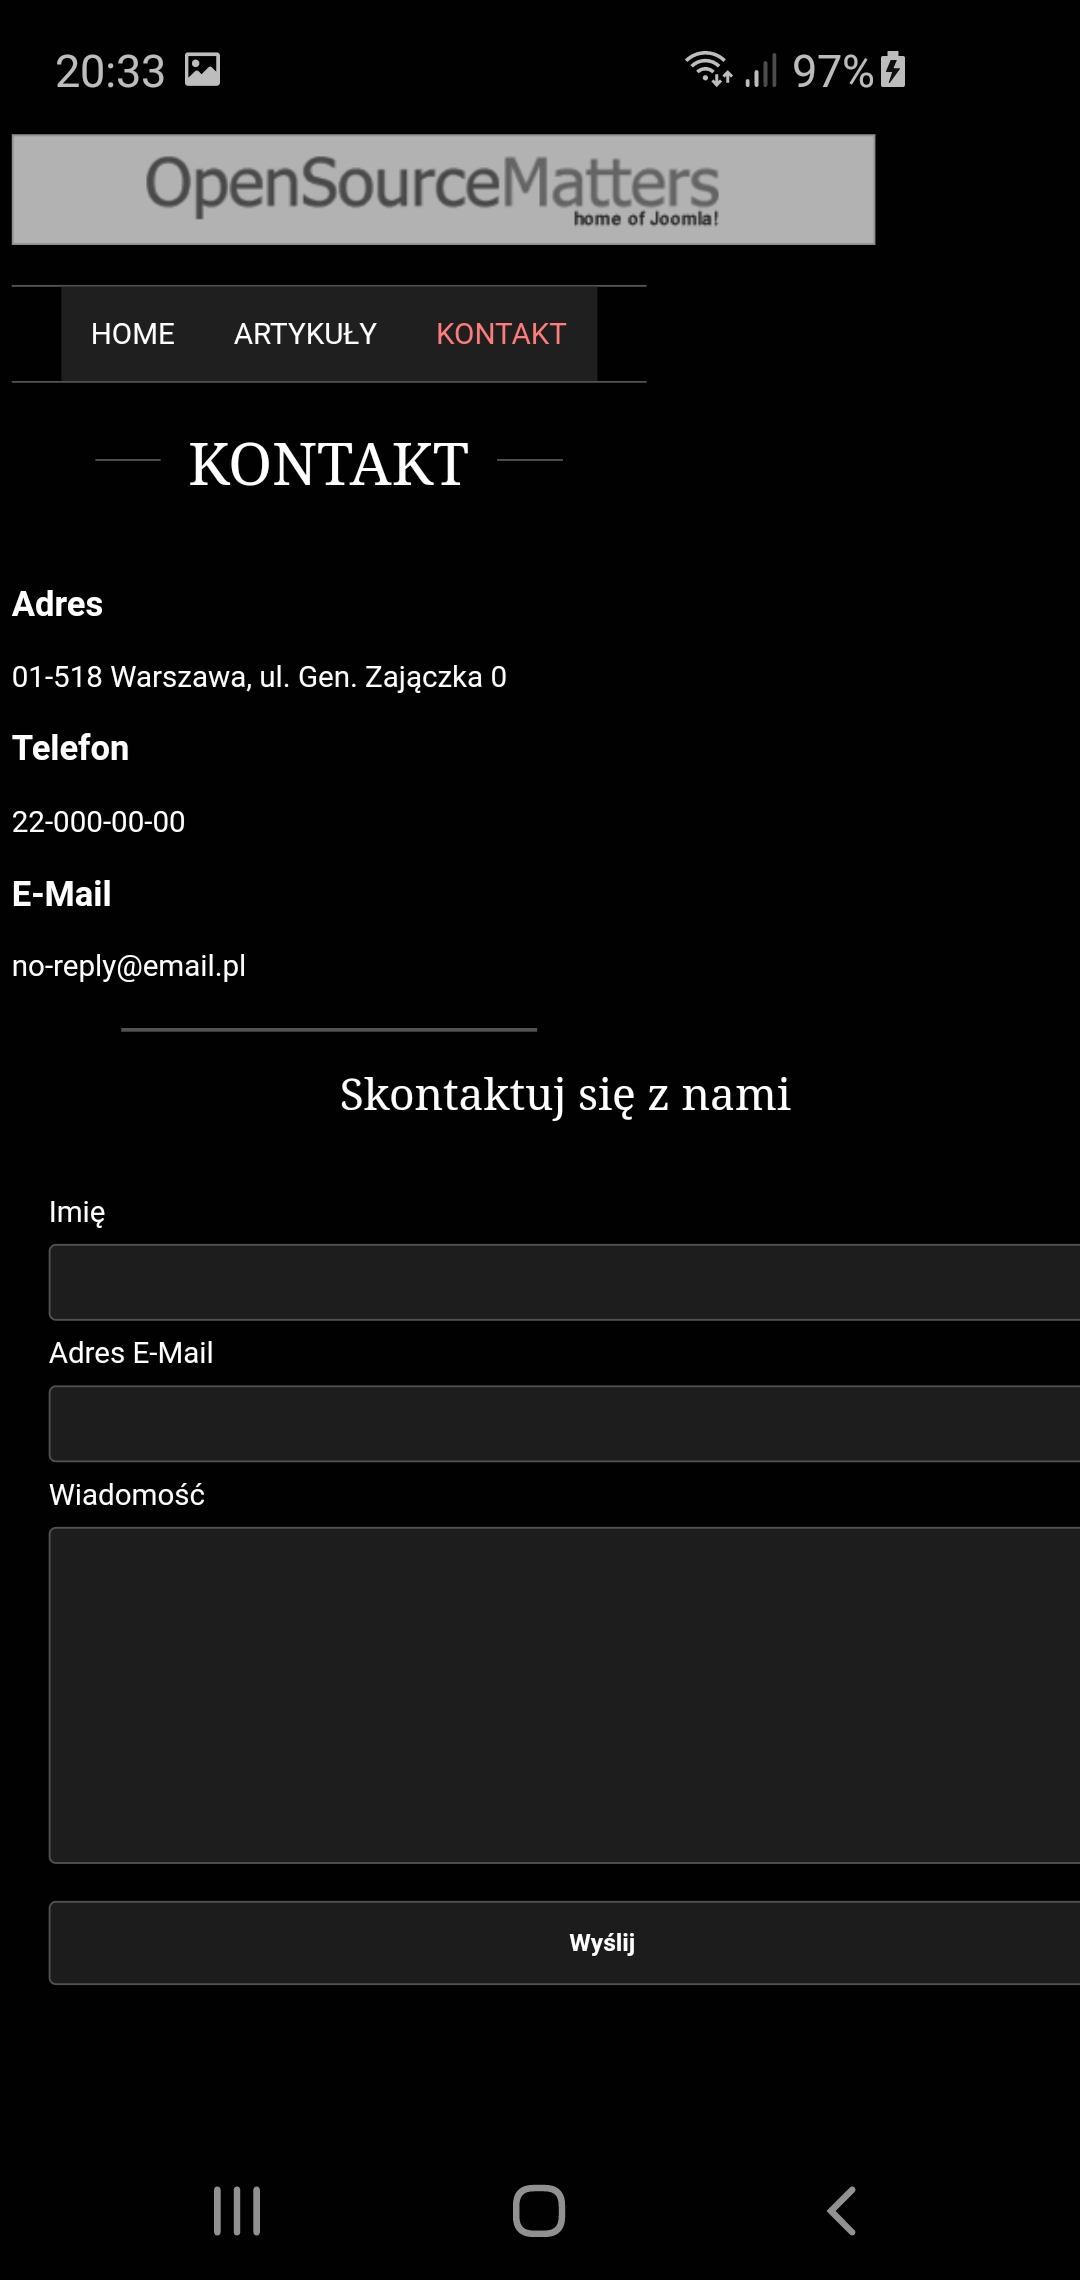 20:33 97%
OpenSourceMatters
home of Joomla!
HOME ARTYKUŁY KONTAKT
KONTAKT
Adres
01-518 Warszawa, ul. Gen. Zajączka 0
Telefon
22-000-00-00
E-Mail
no-reply@email.pl
Skontaktuj się z nami
Imię
Adres E-Mail
Wiadomość
Wyślij